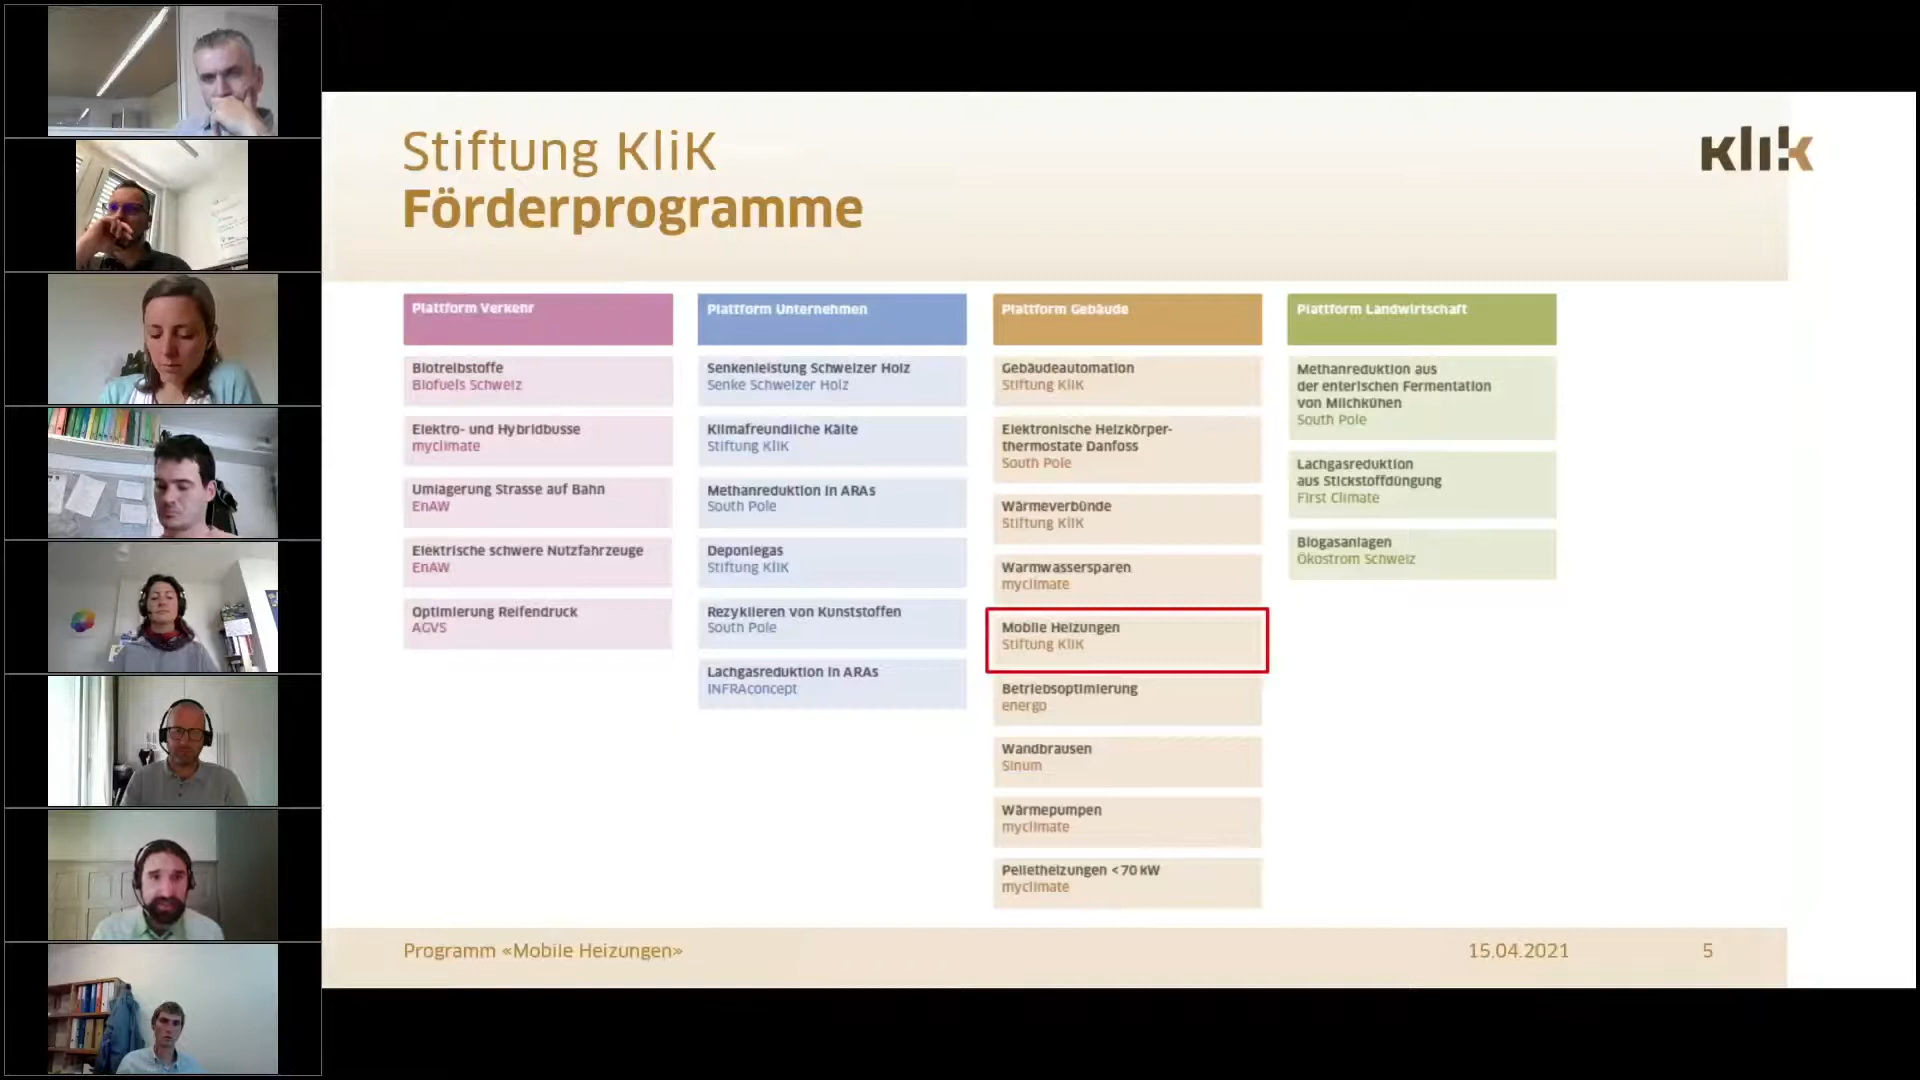 Stiftung KliK
Förderprogramme
klik
Plattform Verkehr
Biotreibstoffe
Biofuels Schweiz
Elektro- und Hybridbusse
myclimate
Umlagerung Strasse auf Bahn
EnAW
Elektrische schwere Nutzfahrzeuge
EnAW
Optimierung Reifendruck
AGVS
Plattform Unternehmen
Senkenleistung Schweizer Holz
Senke Schweizer Holz
Klimafreundliche Kälte
Stiftung KliK
Methanreduktion in ARAs
South Pole
Deponiegas
Stiftung KliK
Rezyklieren von Kunststoffen
South Pole
Lachgasreduktion in ARAs
INFRAconcept
Plattform Gebäude
Gebäudeautomation
Stiftung KliK
Elektronische Heizkörper-
thermostate Danfoss
South Pole
Wärmeverbünde
Stiftung KliK
Warmwassersparen
myclimate
Mobile Heizungen
Stiftung KliK
Betriebsoptimierung
energo
Wandbrausen
Sinum
Wärmepumpen
myclimate
Pelletheizungen <70 kW
myclimate
Plattform Landwirtschaft
Methanreduktion aus
der enterischen Fermentation
von Milchkühen
South Pole
Lachgasreduktion
aus Stickstoffdüngung
First Climate
Biogasanlagen
Ökostrom Schweiz
Programm «Mobile Heizungen»
15.04.2021
5